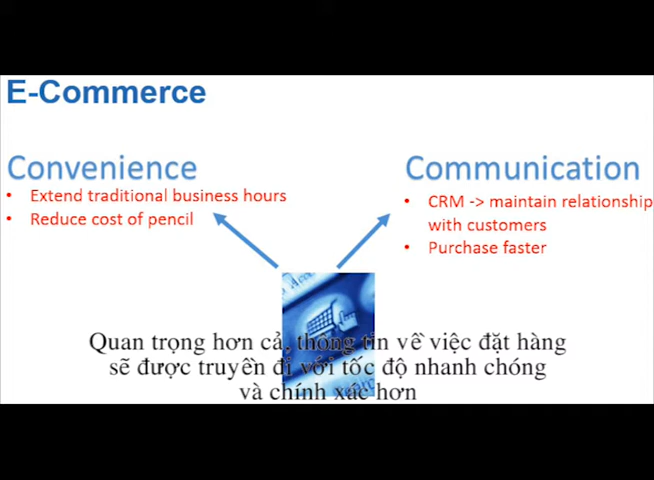 E-Commerce
Convenience
• Extend traditional business hours
• Reduce cost of pencil
Communication
• CRM -> maintain relationship
with customers
• Purchase faster
Quan trọng hơn cả, thông tin về việc đặt hàng
sẽ được truyền đi với tốc độ nhanh chóng
và chính xác hơn